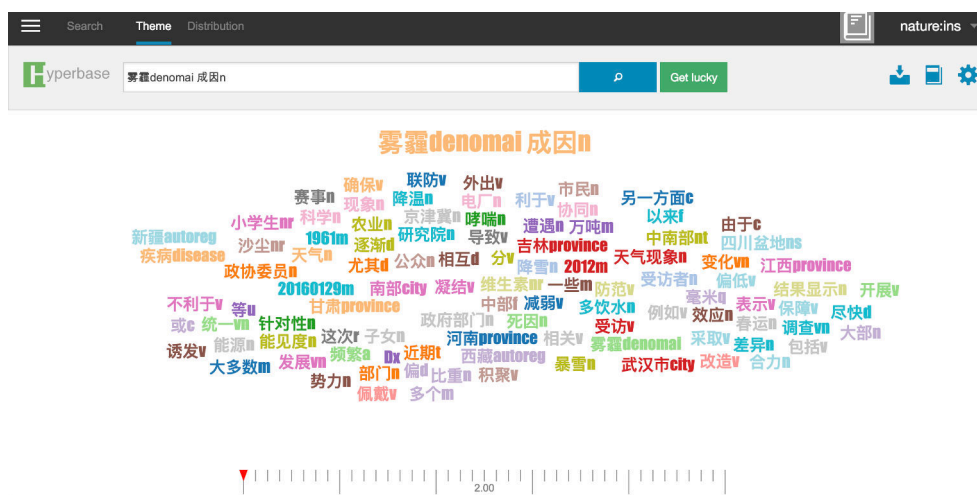 Search Theme Distribution nature:ins
Hyperbase 雾霾denomai 成因n Get lucky
雾霾denomai 成因n
联防v 外出v
确保v 市民n
赛事n 降温n 电厂n 利于v 另一方面c
现象n 协同n
科学n 京津冀n 以来f
小学生nr 农业n 哮喘n 遭遇n 万吨m 由于c
新疆autoreg 1961m 研究院n 导致v 中南部nt
沙尘nr 逐渐d 吉林province 四川盆地ns
疾病disease 天气n 分v 天气现象n
尤其d 公众n 相互d 变化vn
政协委员n 降雪n 2012m 江西province
受访者n 偏低v
20160129m 南部city 凝结v 维生素nr 一些m 防范v 结果显示n 开展v
毫米q
不利于v 等u 甘肃province 中部f 减弱v 多饮水n 表示v 保障v
例如v 效应n 尽快d
或c 统一vn 针对性n 政府部门n 死因n 受访v 春运n 调查vn
这次r 子女n 大部n
能源n 能见度n 河南province 相关v 雾霾denomai 采取v 差异n 包括v
诱发v 频繁a 近期t
发展vn Dx 西藏autoreg
大多数m 暴雪n 武汉市city 改造v 合力n
部门n 偏d 比重n 积聚v
势力n
佩戴v 多个m
2.00